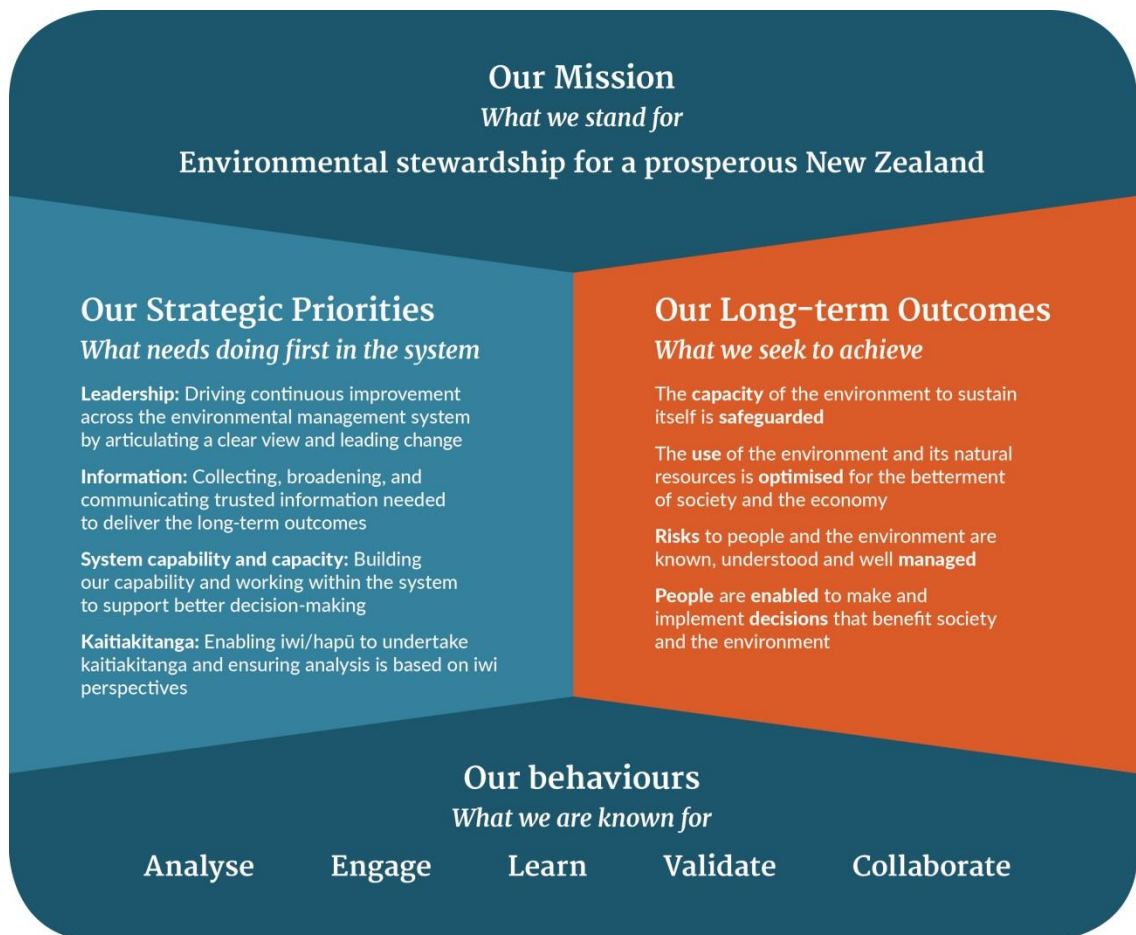 Our Mission
What we stand for
Environmental stewardship for a prosperous New Zealand
Our Strategic Priorities
What needs doing first in the system
Leadership: Driving continuous improvement
across the environmental management system
by articulating a clear view and leading change
Information: Collecting, broadening, and
communicating trusted information needed
to deliver the long-term outcomes
System capability and capacity: Building
our capability and working within the system
to support better decision-making
Kaitiakitanga: Enabling iwi/hapū to undertake
kaitiakitanga and ensuring analysis is based on iwi
perspectives
Our Long-term Outcomes
What we seek to achieve
The capacity of the environment to sustain
itself is safeguarded
The use of the environment and its natural
resources is optimised for the betterment
of society and the economy
Risks to people and the environment are
known, understood and well managed
People are enabled to make and
implement decisions that benefit society
and the environment
Our behaviours
What we are known for
Analyse Engage Learn Validate Collaborate